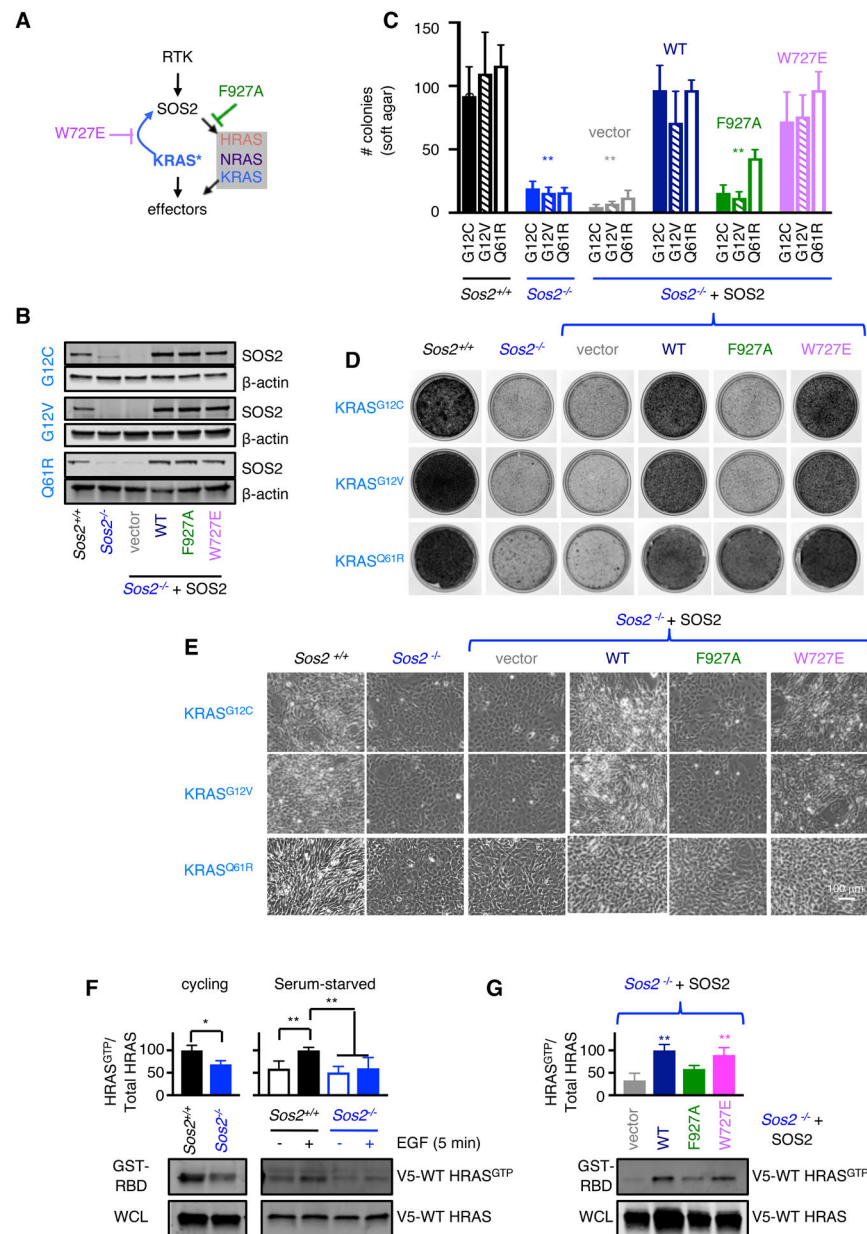 A
RTK
SOS2
F927A
W727E
HRAS
NRAS
KRAS
KRAS*
effectors
B
G12C
SOS2
β-actin
G12V
SOS2
β-actin
Q61R
SOS2
β-actin
Sos2+/+
Sos2-/-
vector
WT
F927A
W727E
Sos2-/- + SOS2
C
# colonies
(soft agar)
150
100
50
0
**
vector
**
WT
F927A
**
W727E
G12C
G12V
Q61R
G12C
G12V
Q61R
G12C
G12V
Q61R
G12C
G12V
Q61R
G12C
G12V
Q61R
G12C
G12V
Q61R
Sos2+/+
Sos2-/-
Sos2-/- + SOS2
D
Sos2+/+
Sos2-/-
vector
WT
F927A
W727E
KRASG12C
KRASG12V
KRASQ61R
E
Sos2 -/- + SOS2
Sos2 +/+
Sos2 -/-
vector
WT
F927A
W727E
KRASG12C
KRASG12V
KRASQ61R
100 μm
F
cycling
Serum-starved
HRASGTP/
Total HRAS
100
50
*
**
**
Sos2+/+
Sos2-/-
Sos2+/+
Sos2-/-
- + - +
EGF (5 min)
GST-
RBD
V5-WT HRASGTP
WCL
V5-WT HRAS
G
Sos2 -/- + SOS2
HRASGTP/
Total HRAS
100
50
**
**
vector
WT
F927A
W727E
Sos2 -/- +
SOS2
GST-
RBD
V5-WT HRASGTP
WCL
V5-WT HRAS